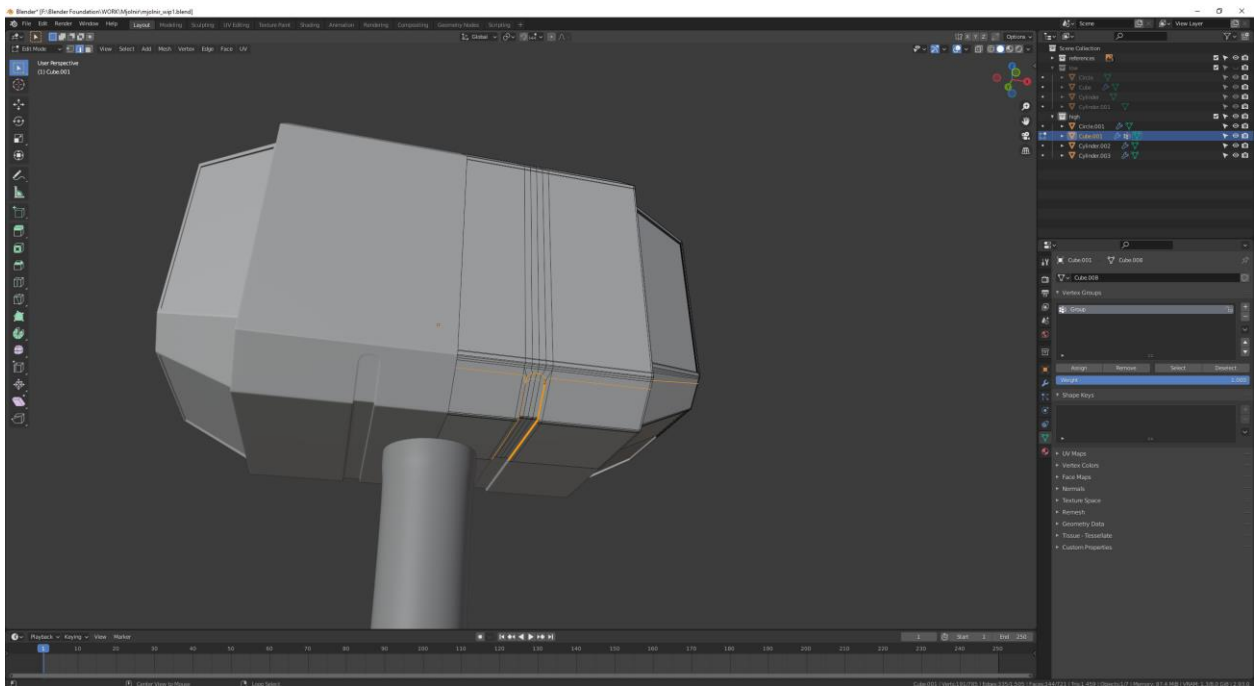 Blender* [F:\Blender Foundation\WORK\Mjolnir\mjolnir_wip1.blend]
File Edit Render Window Help Layout Modeling Sculpting UV Editing Texture Paint Shading Animation Rendering Compositing Geometry Nodes Scripting + Scene View Layer
Global Options
Edit Mode View Select Add Mesh Vertex Edge Face UV
User Perspective
(1) Cube.001
Scene Collection
references
low
Circle
Cube
Cylinder
Cylinder.001
high
Circle.001
Cube.001
Cylinder.002
Cylinder.003
Cube.001 Cube.008
Cube.008
Vertex Groups
Group
Assign Remove Select Deselect
Weight 1.000
Shape Keys
UV Maps
Vertex Colors
Face Maps
Normals
Texture Space
Remesh
Geometry Data
Tissue - Tessellate
Custom Properties
Playback Keying View Marker 1 Start 1 End 250
10 20 30 40 50 60 70 80 90 100 110 120 130 140 150 160 170 180 190 200 210 220 230 240 250
Center View to Mouse Loop Select